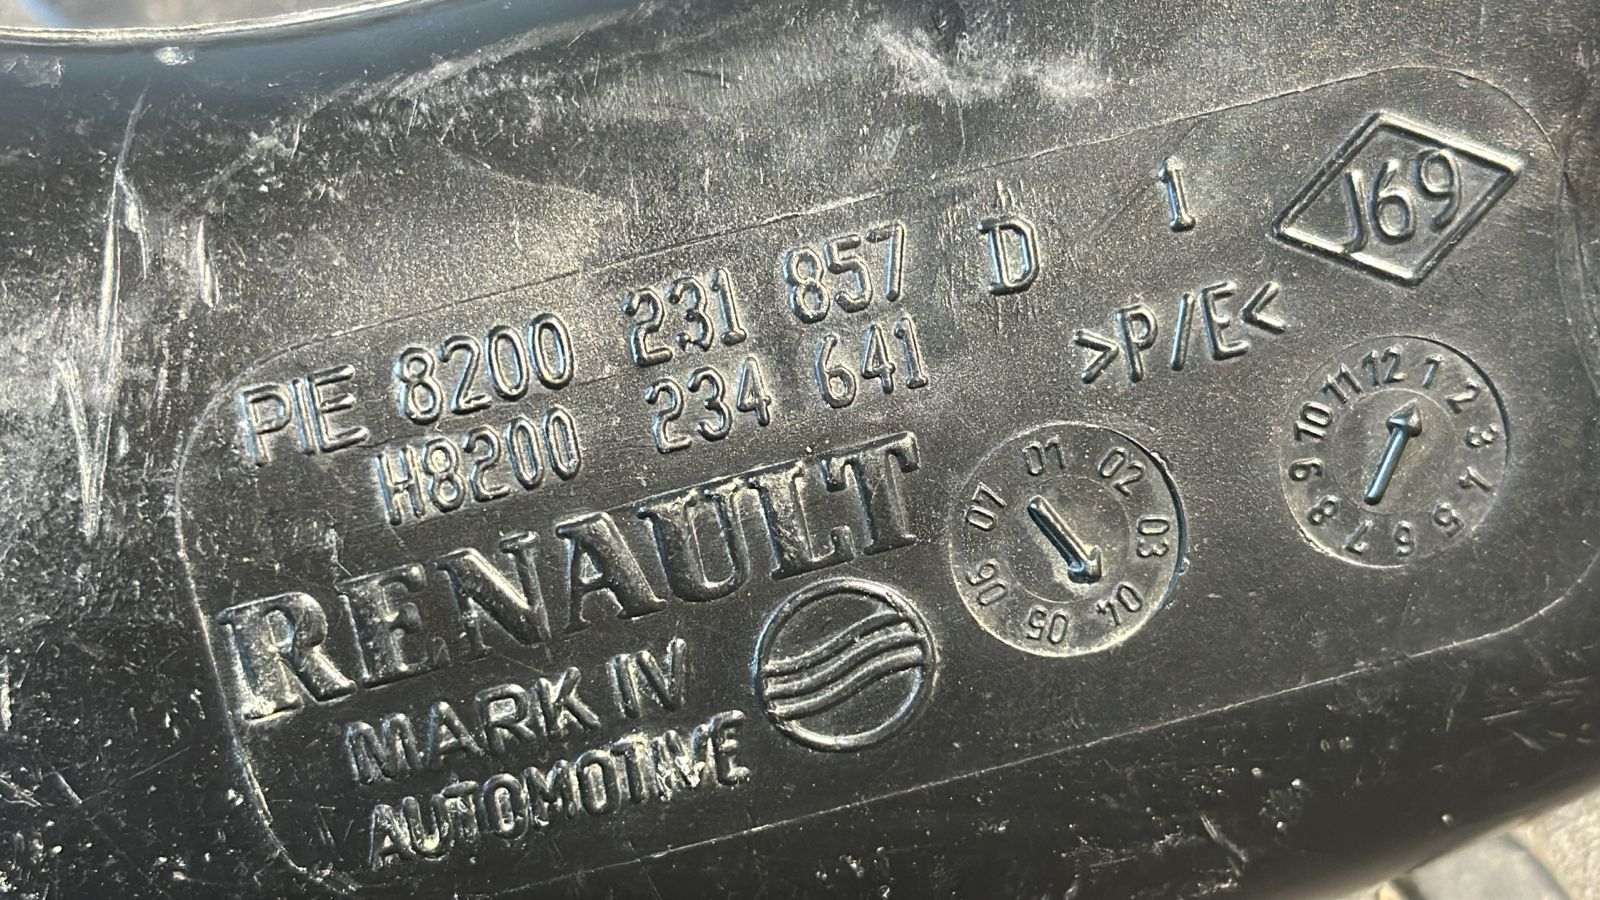 PIE 8200 231 857 D 1
H8200 234 641
RENAULT
MARK IV
AUTOMOTIVE
J69
>P/E<
01 02 03 04 05 06 07
12 1 2 3 4 5 6 7 8 9 10 11